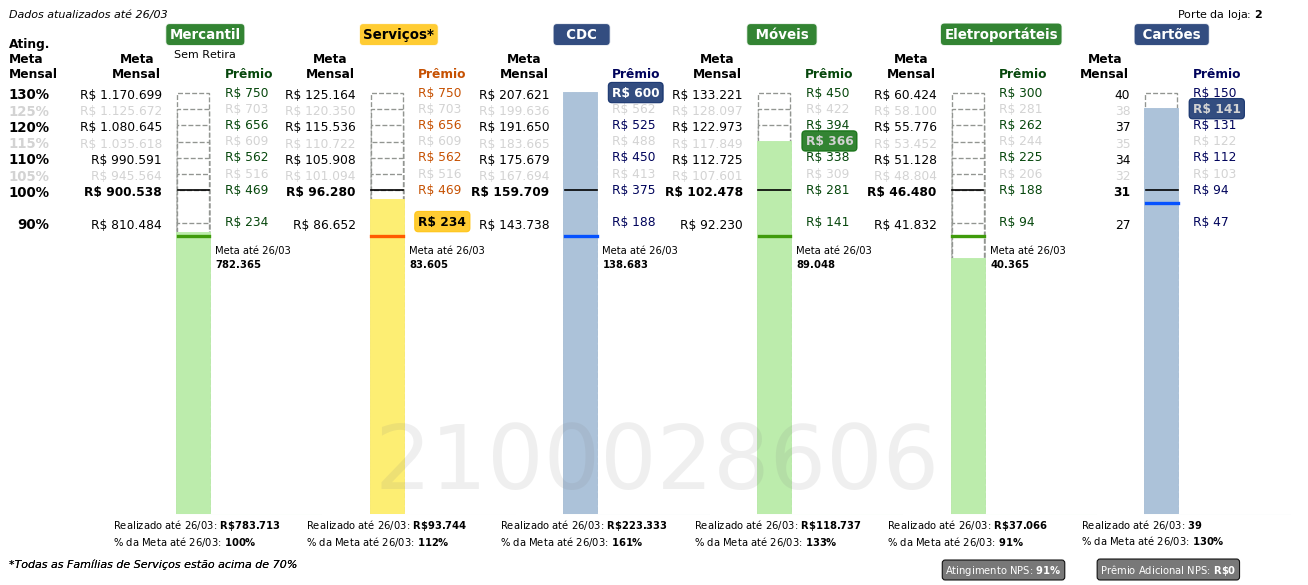 Dados atualizados até 26/03
Porte da loja: 2
Mercantil Serviços* CDC Móveis Eletroportáteis Cartões
Sem Retira
Ating. Meta Mensal
Meta Mensal Prêmio Meta Mensal Prêmio Meta Mensal Prêmio Meta Mensal Prêmio Meta Mensal Prêmio Meta Mensal Prêmio
130% R$ 1.170.699 R$ 750 R$ 125.164 R$ 750 R$ 207.621 R$ 600 R$ 133.221 R$ 450 R$ 60.424 R$ 300 40 R$ 150
125% R$ 1.125.672 R$ 703 R$ 120.350 R$ 703 R$ 199.636 R$ 562 R$ 128.097 R$ 422 R$ 58.100 R$ 281 38 R$ 141
120% R$ 1.080.645 R$ 656 R$ 115.536 R$ 656 R$ 191.650 R$ 525 R$ 122.973 R$ 394 R$ 55.776 R$ 262 37 R$ 131
115% R$ 1.035.618 R$ 609 R$ 110.722 R$ 609 R$ 183.665 R$ 488 R$ 117.849 R$ 366 R$ 53.452 R$ 244 35 R$ 122
110% R$ 990.591 R$ 562 R$ 105.908 R$ 562 R$ 175.679 R$ 450 R$ 112.725 R$ 338 R$ 51.128 R$ 225 34 R$ 112
105% R$ 945.564 R$ 516 R$ 101.094 R$ 516 R$ 167.694 R$ 413 R$ 107.601 R$ 309 R$ 48.804 R$ 206 32 R$ 103
100% R$ 900.538 R$ 469 R$ 96.280 R$ 469 R$ 159.709 R$ 375 R$ 102.478 R$ 281 R$ 46.480 R$ 188 31 R$ 94
90% R$ 810.484 R$ 234 R$ 86.652 R$ 234 R$ 143.738 R$ 188 R$ 92.230 R$ 141 R$ 41.832 R$ 94 27 R$ 47
Meta até 26/03 Meta até 26/03 Meta até 26/03 Meta até 26/03 Meta até 26/03
782.365 83.605 138.683 89.048 40.365
2100028606
Realizado até 26/03: R$783.713 Realizado até 26/03: R$93.744 Realizado até 26/03: R$223.333 Realizado até 26/03: R$118.737 Realizado até 26/03: R$37.066 Realizado até 26/03: 39
% da Meta até 26/03: 100% % da Meta até 26/03: 112% % da Meta até 26/03: 161% % da Meta até 26/03: 133% % da Meta até 26/03: 91% % da Meta até 26/03: 130%
*Todas as Famílias de Serviços estão acima de 70%
Atingimento NPS: 91% Prêmio Adicional NPS: R$0